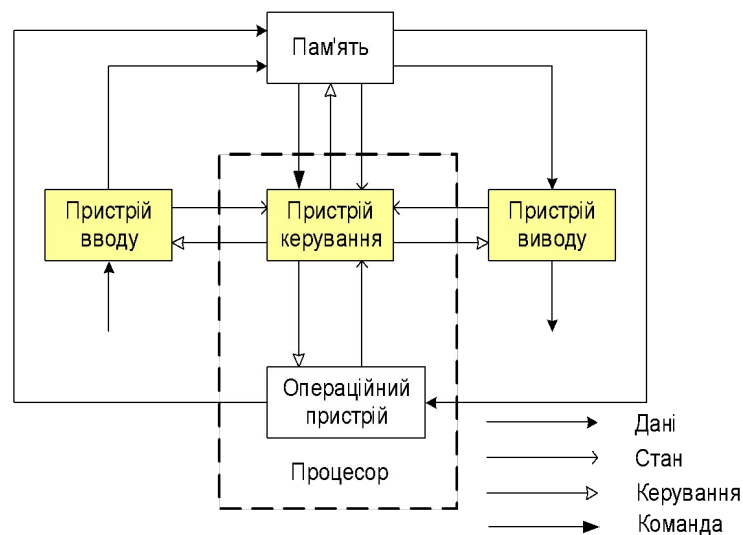 Пам'ять
Пристрій
вводу
Пристрій
керування
Пристрій
виводу
Операційний
пристрій
Процесор
Дані
Стан
Керування
Команда